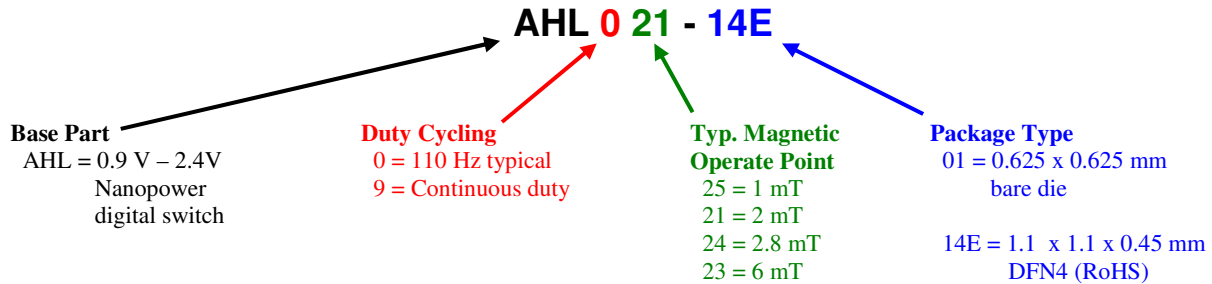 AHL 0 21 - 14E
Base Part
AHL = 0.9 V – 2.4V
Nanopower
digital switch
Duty Cycling
0 = 110 Hz typical
9 = Continuous duty
Typ. Magnetic
Operate Point
25 = 1 mT
21 = 2 mT
24 = 2.8 mT
23 = 6 mT
Package Type
01 = 0.625 x 0.625 mm
bare die
14E = 1.1 x 1.1 x 0.45 mm
DFN4 (RoHS)